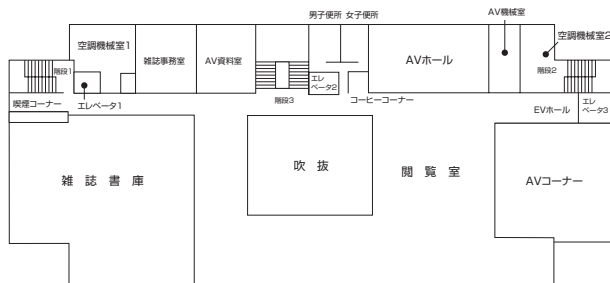 男子便所 女子便所
AV機械室
空調機械室1
雑誌事務室
AV資料室
AVホール
空調機械室2
階段1
エレベータ1
階段3
エレ
ベータ2
コーヒーコーナー
階段2
喫煙コーナー
EVホール
エレ
ベータ3
雑誌書庫
吹抜
閲覧室
AVコーナー